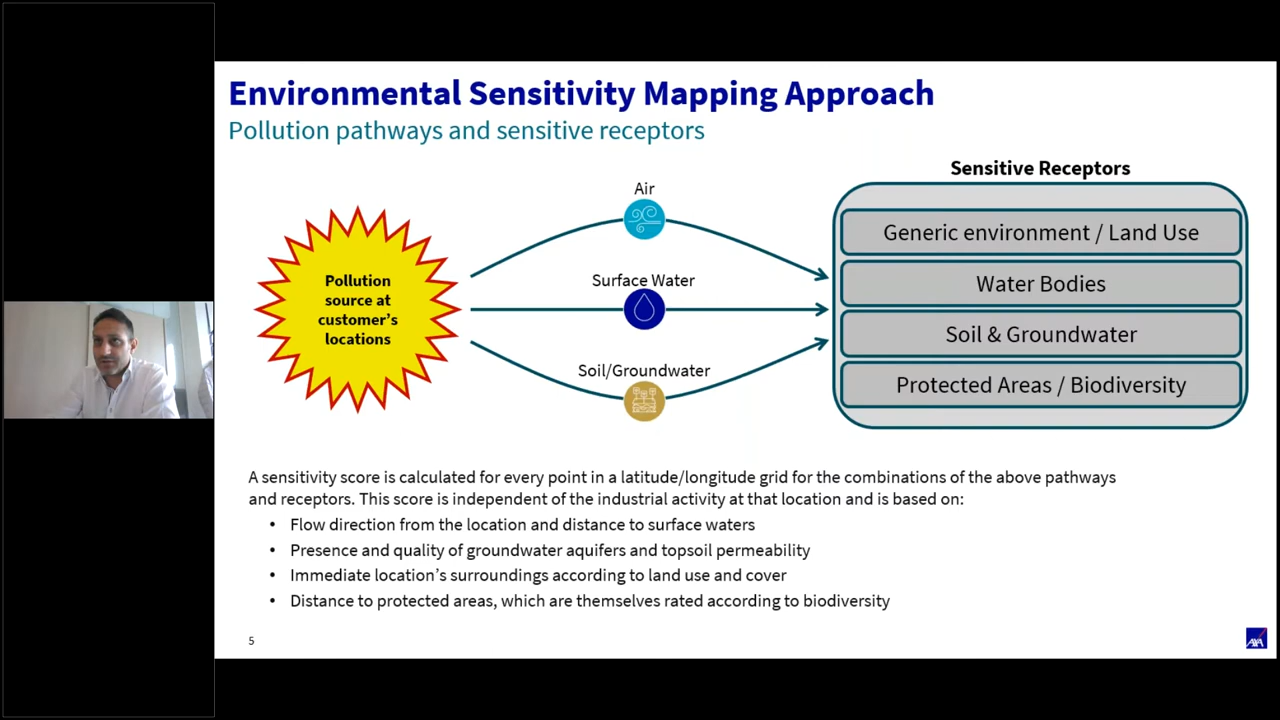 Environmental Sensitivity Mapping Approach
Pollution pathways and sensitive receptors
Sensitive Receptors
Air
Surface Water
Soil/Groundwater
Pollution
source at
customer's
locations
Generic environment / Land Use
Water Bodies
Soil & Groundwater
Protected Areas / Biodiversity
A sensitivity score is calculated for every point in a latitude/longitude grid for the combinations of the above pathways
and receptors. This score is independent of the industrial activity at that location and is based on:
• Flow direction from the location and distance to surface waters
• Presence and quality of groundwater aquifers and topsoil permeability
• Immediate location's surroundings according to land use and cover
• Distance to protected areas, which are themselves rated according to biodiversity
5
AXA